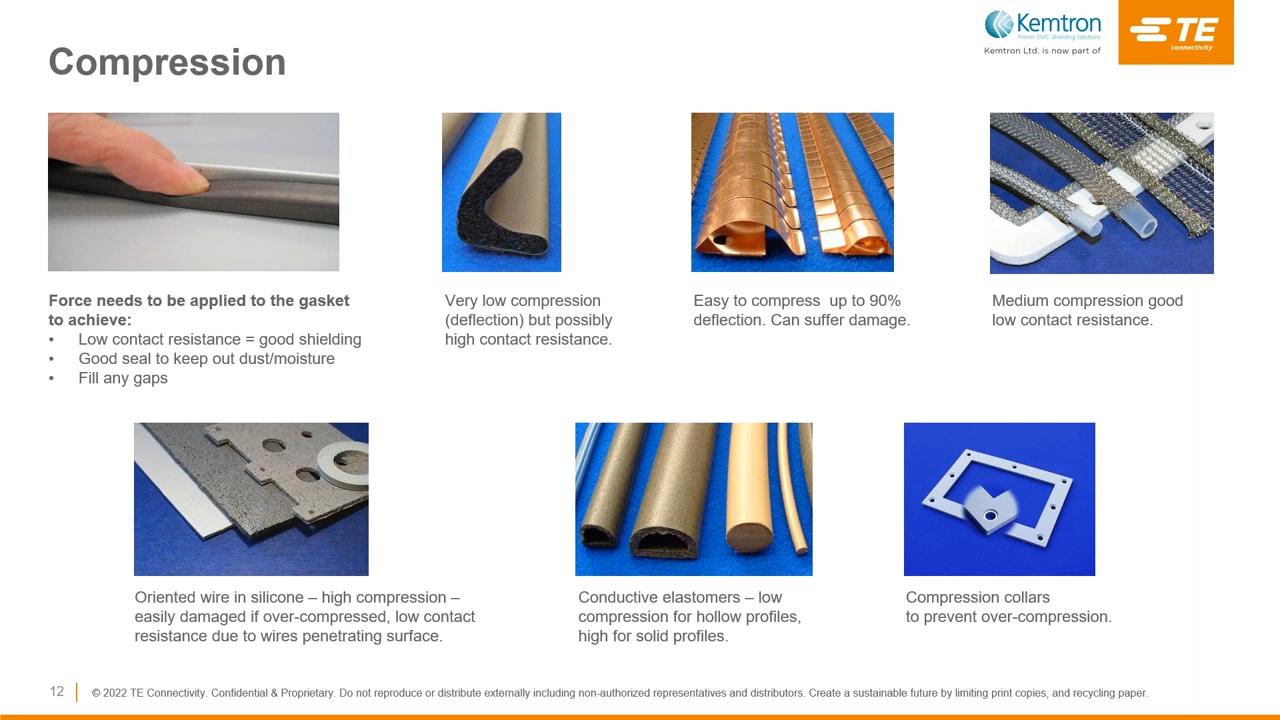 Compression
Kemtron
Proven EMC Shielding Solutions
Kemtron Ltd. is now part of
TE
connectivity
Force needs to be applied to the gasket
to achieve:
• Low contact resistance = good shielding
• Good seal to keep out dust/moisture
• Fill any gaps
Very low compression
(deflection) but possibly
high contact resistance.
Easy to compress  up to 90%
deflection. Can suffer damage.
Medium compression good
low contact resistance.
Oriented wire in silicone – high compression –
easily damaged if over-compressed, low contact
resistance due to wires penetrating surface.
Conductive elastomers – low
compression for hollow profiles,
high for solid profiles.
Compression collars
to prevent over-compression.
12
© 2022 TE Connectivity. Confidential & Proprietary. Do not reproduce or distribute externally including non-authorized representatives and distributors. Create a sustainable future by limiting print copies, and recycling paper.